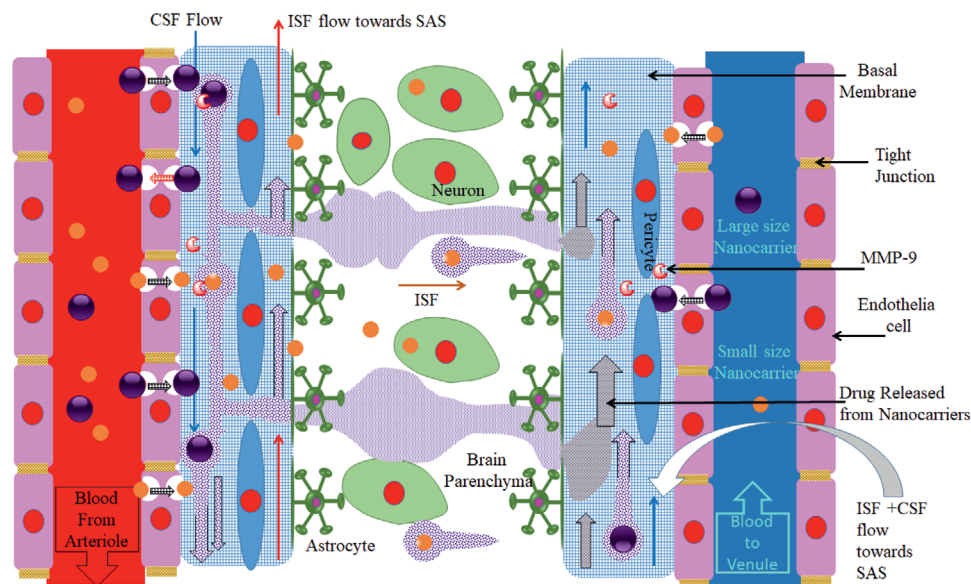 CSF Flow
ISF flow towards SAS
Basal
Membrane
Tight
Junction
Neuron
Pericyte
Large size
Nanocarrier
MMP-9
ISF
Endothelia
cell
Small size
Nanocarrier
Drug Released
from Nanocarriers
Brain
Parenchyma
Blood
From
Arteriole
Astrocyte
Blood
to
Venule
ISF +CSF
flow
towards
SAS